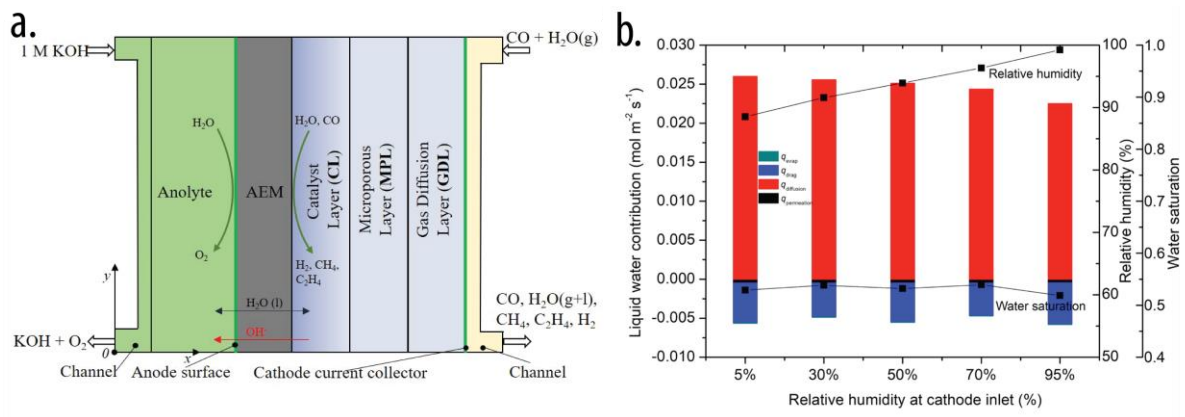 a.
1 M KOH
CO + H₂O(g)
H₂O
H₂O, CO
Anolyte
AEM
Catalyst
Layer (CL)
Microporous
Layer (MPL)
Gas Diffusion
Layer (GDL)
O₂
H₂, CH₄,
C₂H₄
y
H₂O (l)
OH⁻
CO, H₂O(g+l),
CH₄, C₂H₄, H₂
KOH + O₂
0
x
Channel
Anode surface
Cathode current collector
Channel
b.
Liquid water contribution (mol m⁻² s⁻¹)
0.030
0.025
0.020
0.015
0.010
0.005
0.000
-0.005
-0.010
Relative humidity
q evap
q drag
q diffusion
q permeation
Water saturation
100
90
80
70
60
50
Relative humidity (%)
1.0
0.9
0.8
0.7
0.6
0.5
0.4
Water saturation
5% 30% 50% 70% 95%
Relative humidity at cathode inlet (%)